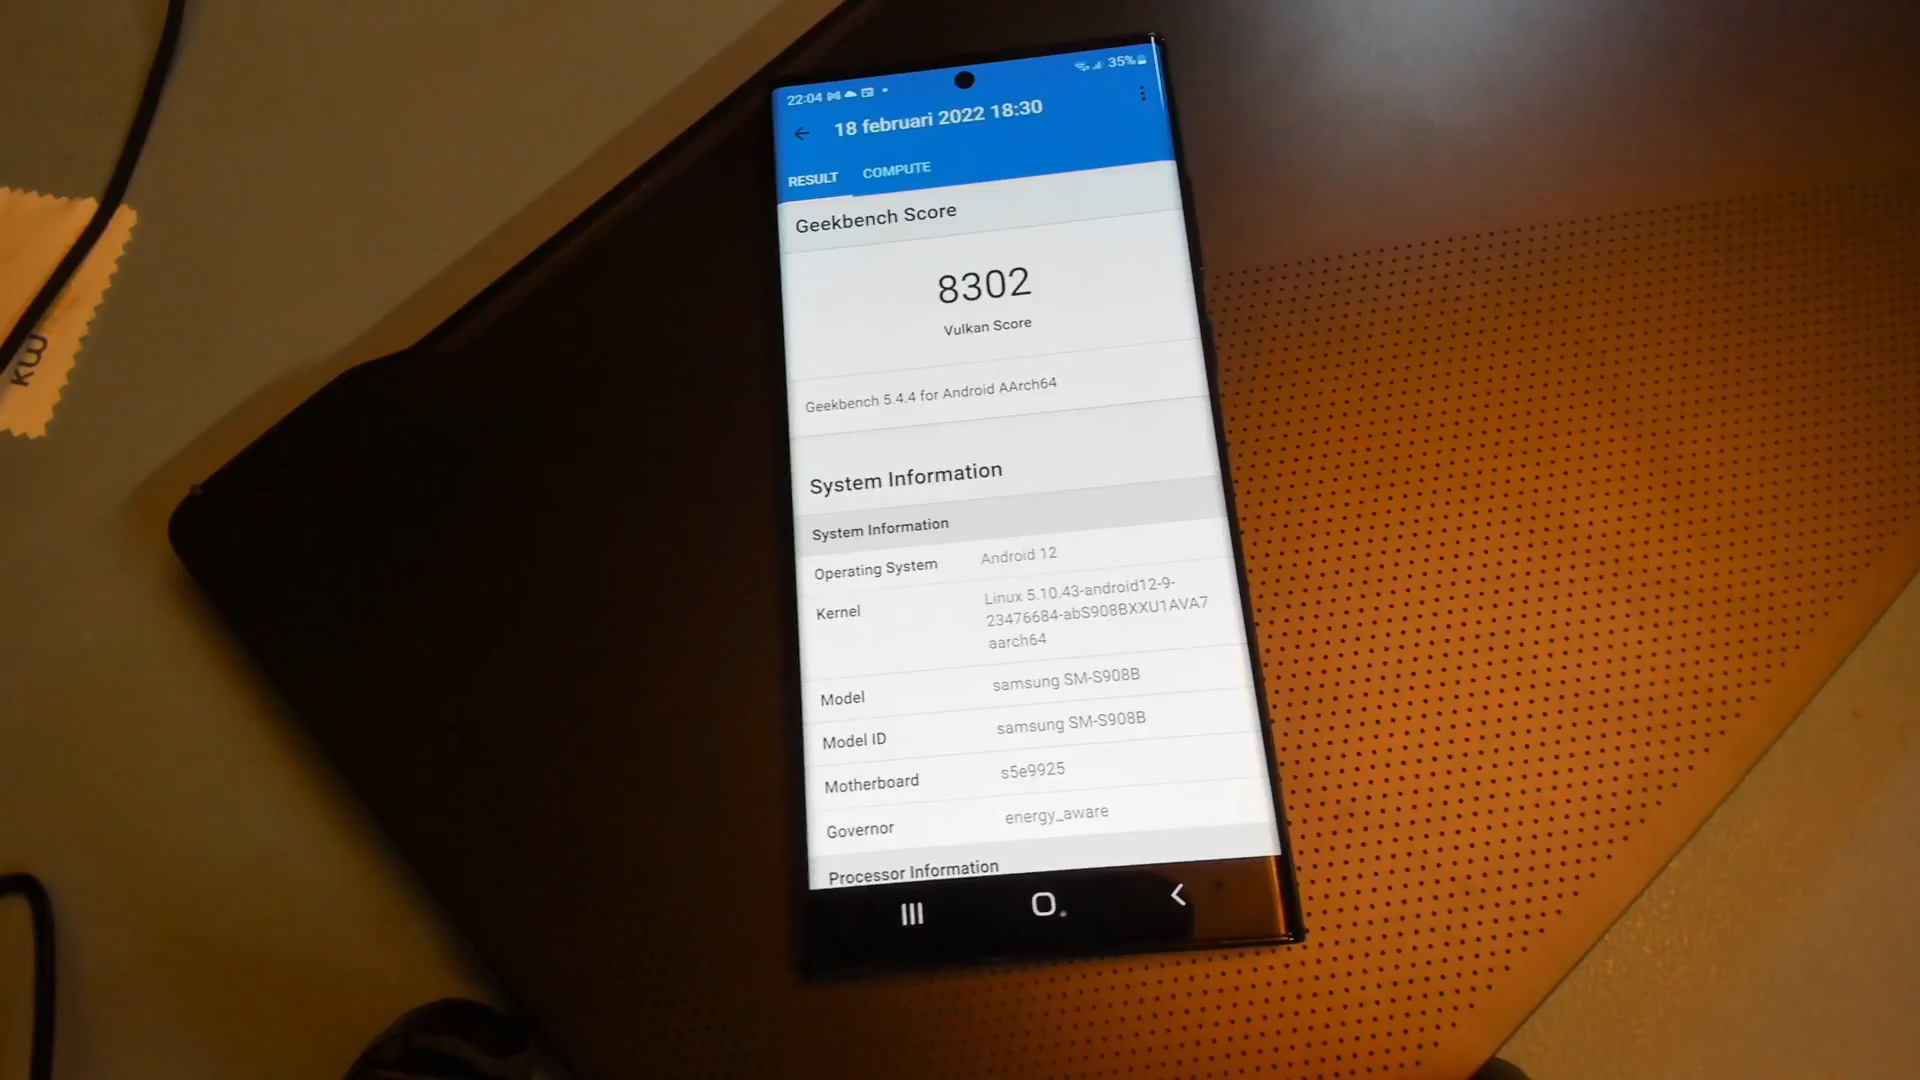 22:04 35%
18 februari 2022 18:30
RESULT COMPUTE
Geekbench Score
8302
Vulkan Score
Geekbench 5.4.4 for Android AArch64
System Information
System Information
Operating System Android 12
Kernel Linux 5.10.43-android12-9-
23476684-abS908BXXU1AVA7
aarch64
Model samsung SM-S908B
Model ID samsung SM-S908B
Motherboard s5e9925
Governor energy_aware
Processor Information